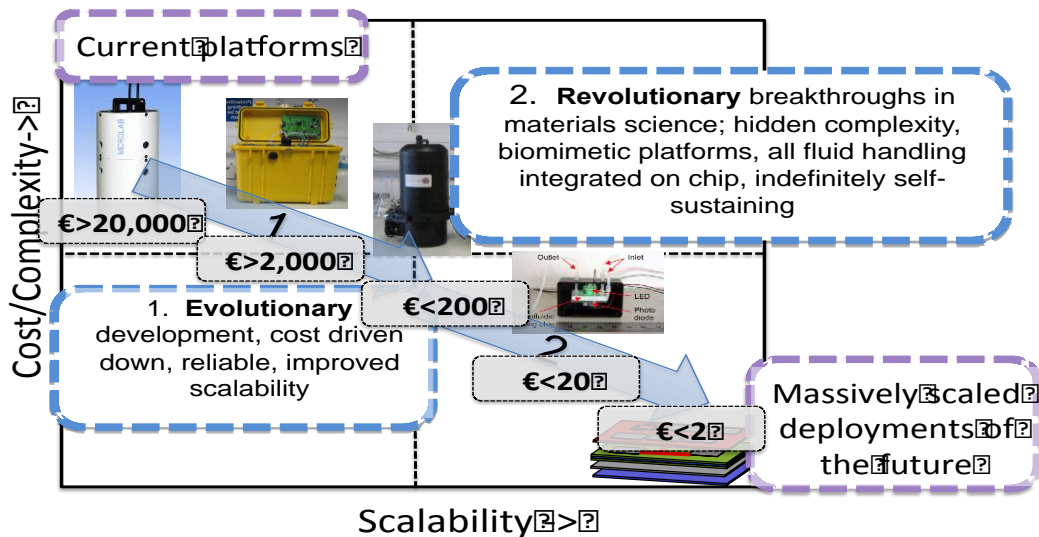 Current platforms
2. Revolutionary breakthroughs in
materials science; hidden complexity,
biomimetic platforms, all fluid handling
integrated on chip, indefinitely self-
sustaining
MICROLAB
1
€>20,000
€>2,000
€<200
Outlet
Inlet
LED
Photo
diode
1. Evolutionary
development, cost driven
down, reliable, improved
scalability
2
€<20
€<2
Massively scaled
deployments of
the future
Cost/Complexity->
Scalability ->